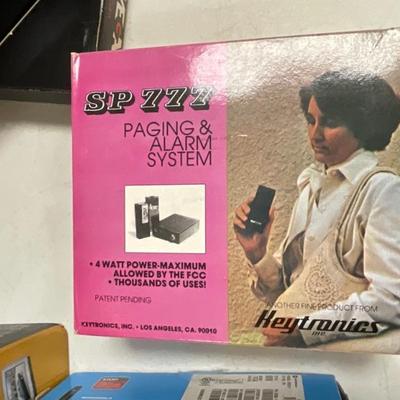 SP 777
PAGING &
ALARM
SYSTEM
• 4 WATT POWER-MAXIMUM
ALLOWED BY THE FCC
• THOUSANDS OF USES!
PATENT PENDING
KEYTRONICS, INC. • LOS ANGELES, CA. 90010
ANOTHER FINE PRODUCT FROM
Keytronics
INC